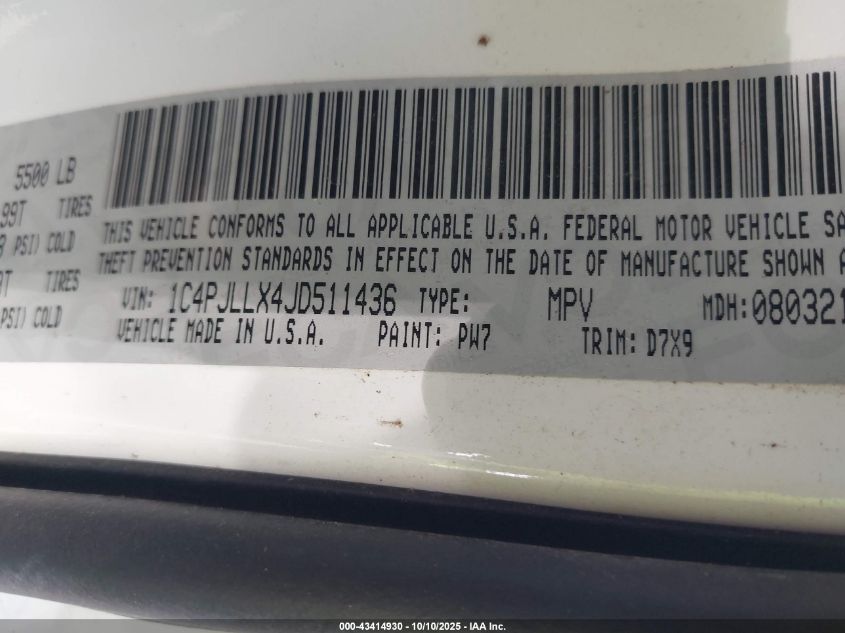 5500 LB
99T TIRES
PSI) COLD
TIRES
PSI) COLD
THIS VEHICLE CONFORMS TO ALL APPLICABLE U.S.A. FEDERAL MOTOR VEHICLE SA
THEFT PREVENTION STANDARDS IN EFFECT ON THE DATE OF MANUFACTURE SHOWN A
VIN: 1C4PJLLX4JD511436 TYPE: MPV MDH:080321
VEHICLE MADE IN U.S.A. PAINT: PW7 TRIM: D7X9
000-43414930 - 10/10/2025 - IAA Inc.